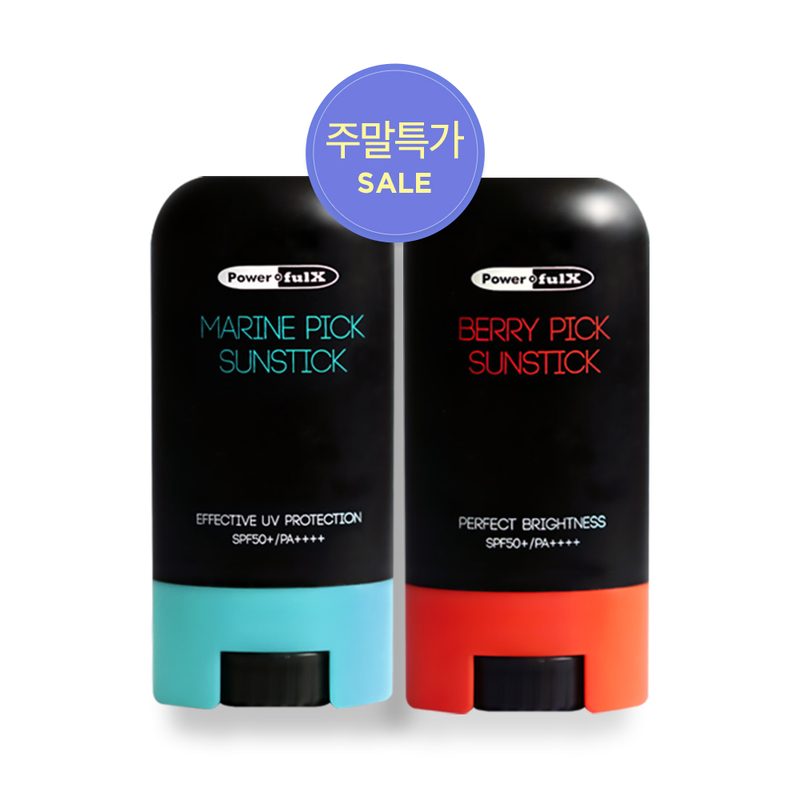 주말특가
SALE
Power fulX
MARINE PICK
SUNSTICK
EFFECTIVE UV PROTECTION
SPF50+/PA++++
Power fulX
BERRY PICK
SUNSTICK
PERFECT BRIGHTNESS
SPF50+/PA++++